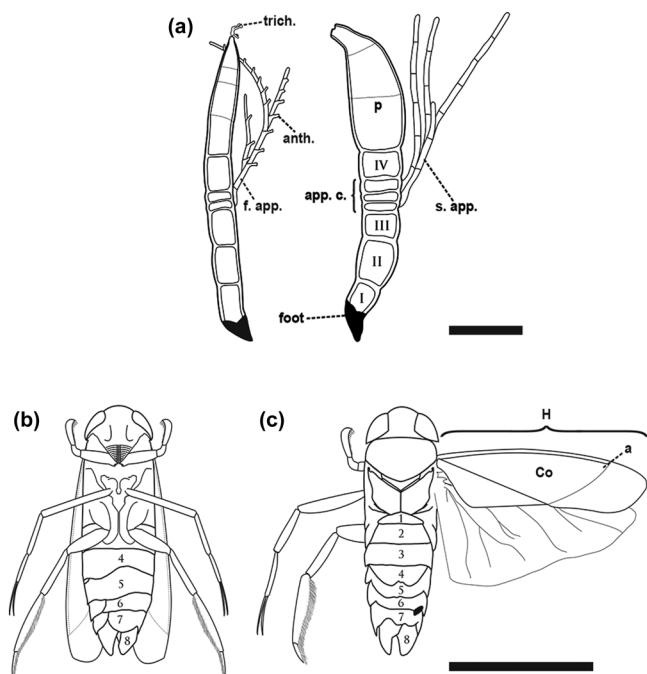 (a)
trich.
anth.
f. app.
p
IV
app. c.
s. app.
III
II
I
foot
(b)
4
5
6
7
8
(c)
H
a
Co
1
2
3
4
5
6
7
8